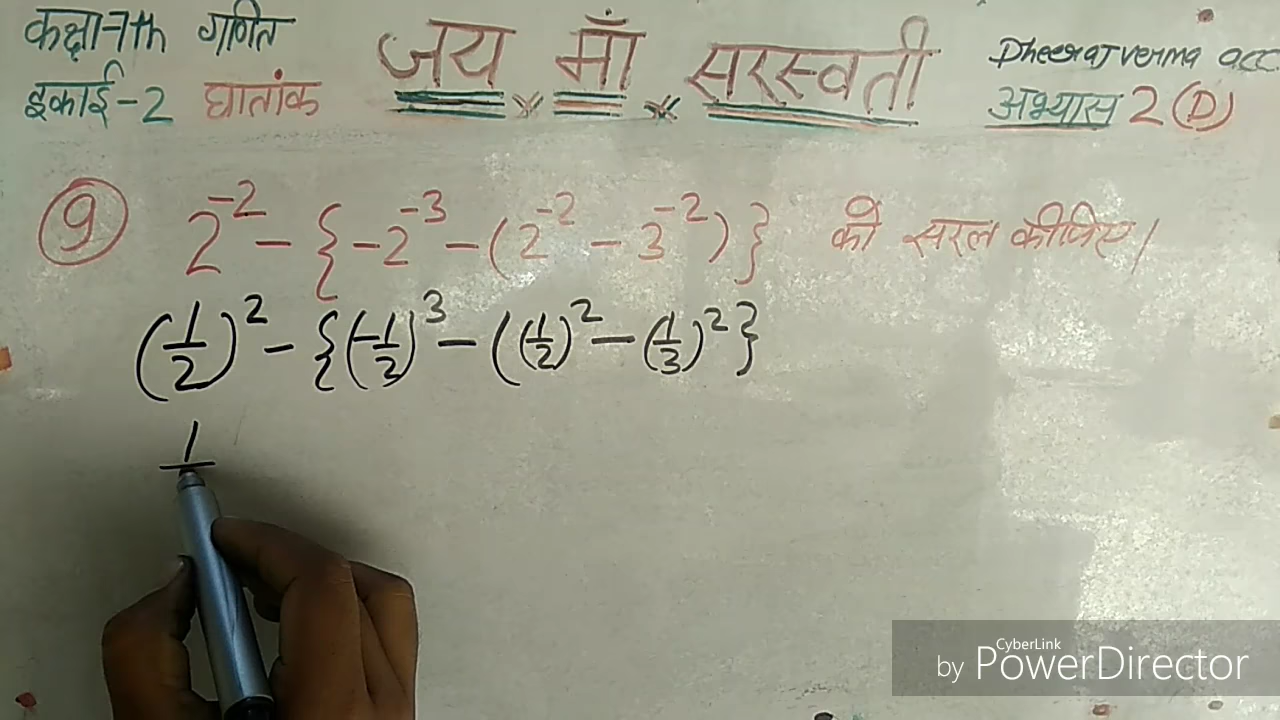 कक्षा-7th गणित
इकाई-2 घातांक
जय माँ सरस्वती
Dheeraj verma acc
अभ्यास 2 (D)
9 2⁻² - {-2⁻³ - (2⁻² - 3⁻²)} को सरल कीजिए।
(1/2)² - {(-1/2)³ - ((1/2)² - (1/3)²}
1
CyberLink
by PowerDirector